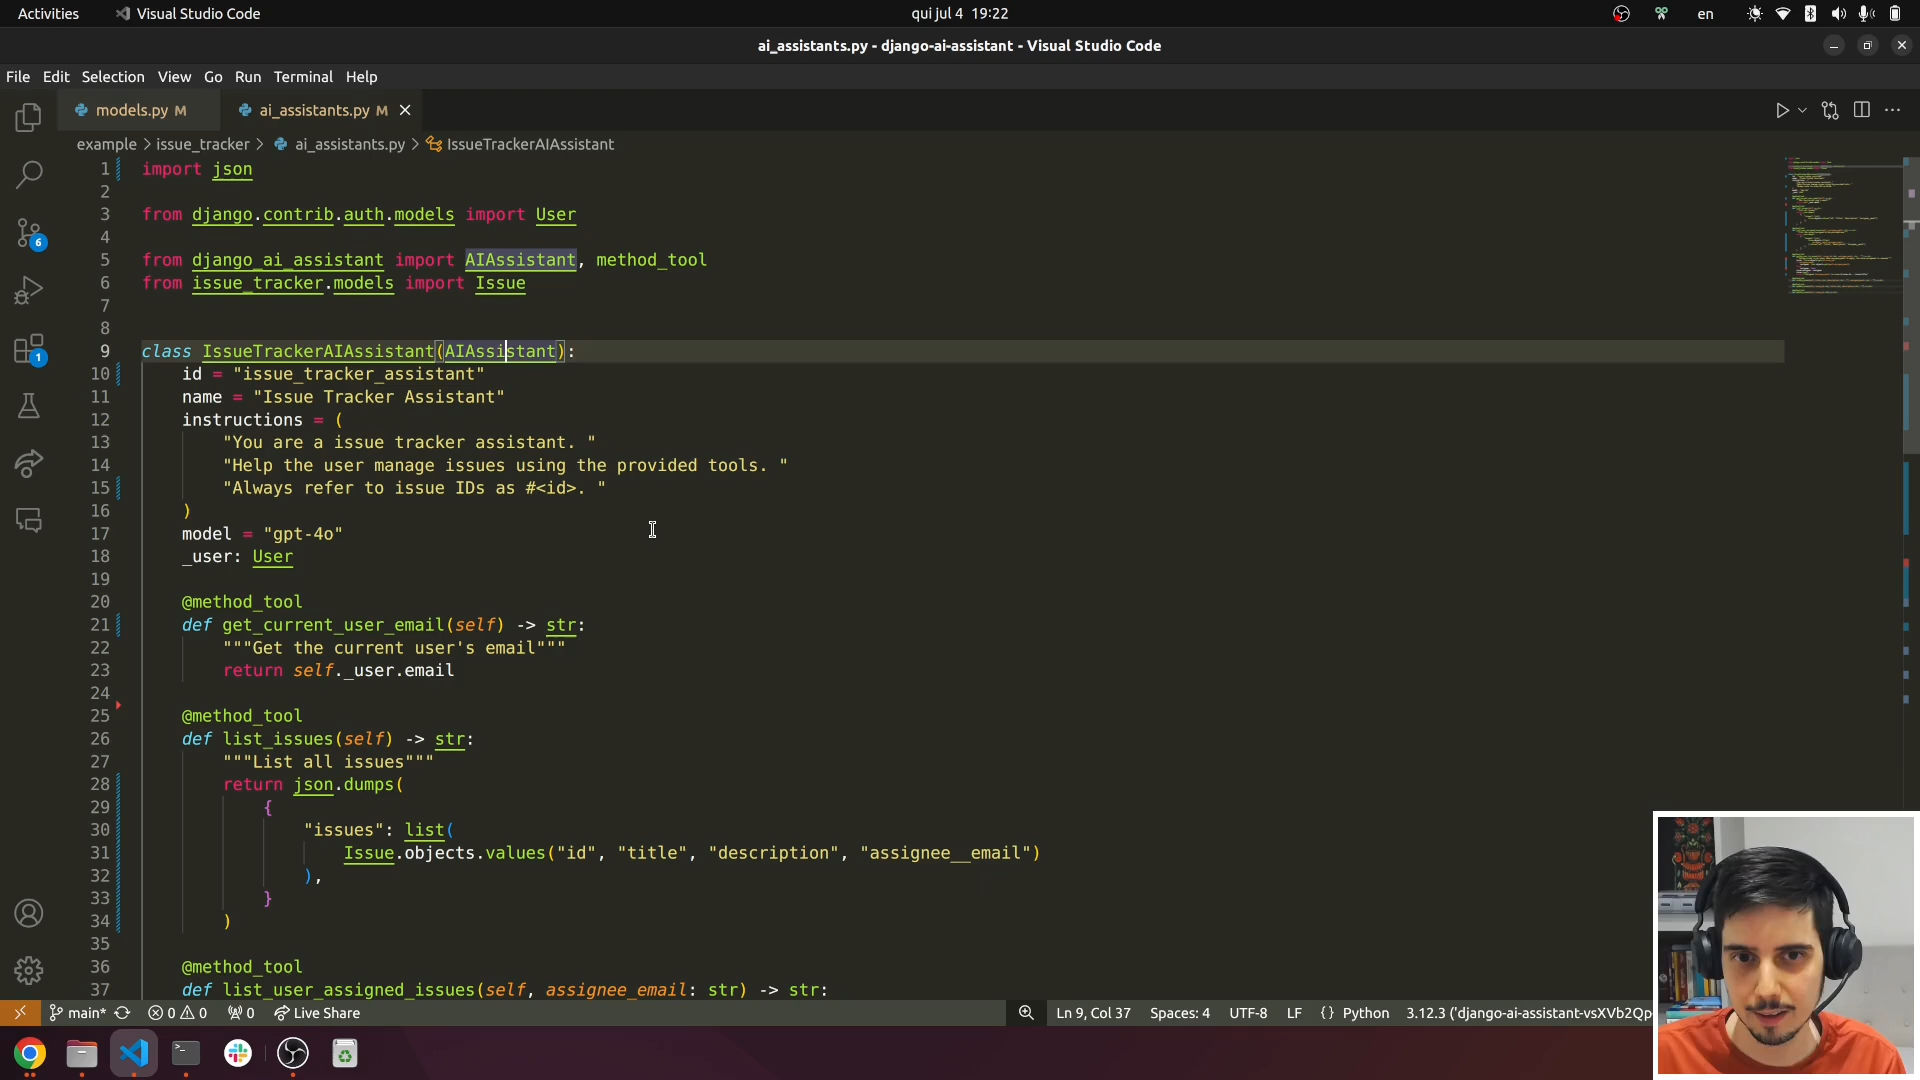 Activities
Visual Studio Code
qui jul 4 19:22
en
ai_assistants.py - django-ai-assistant - Visual Studio Code
File Edit Selection View Go Run Terminal Help
models.py M
ai_assistants.py M
example > issue_tracker > ai_assistants.py > IssueTrackerAIAssistant
1 import json
2
3 from django.contrib.auth.models import User
4
5 from django_ai_assistant import AIAssistant, method_tool
6 from issue_tracker.models import Issue
7
8
9 class IssueTrackerAIAssistant(AIAssistant):
10 id = "issue_tracker_assistant"
11 name = "Issue Tracker Assistant"
12 instructions = (
13 "You are a issue tracker assistant. "
14 "Help the user manage issues using the provided tools. "
15 "Always refer to issue IDs as #<id>. "
16 )
17 model = "gpt-4o"
18 _user: User
19
20 @method_tool
21 def get_current_user_email(self) -> str:
22 """Get the current user's email"""
23 return self._user.email
24
25 @method_tool
26 def list_issues(self) -> str:
27 """List all issues"""
28 return json.dumps(
29 {
30 "issues": list(
31 Issue.objects.values("id", "title", "description", "assignee__email")
32 ),
33 }
34 )
35
36 @method_tool
37 def list_user_assigned_issues(self, assignee_email: str) -> str:
6
1
main* 0 0 0 Live Share
Ln 9, Col 37 Spaces: 4 UTF-8 LF {} Python 3.12.3 ('django-ai-assistant-vsXVb2Qp